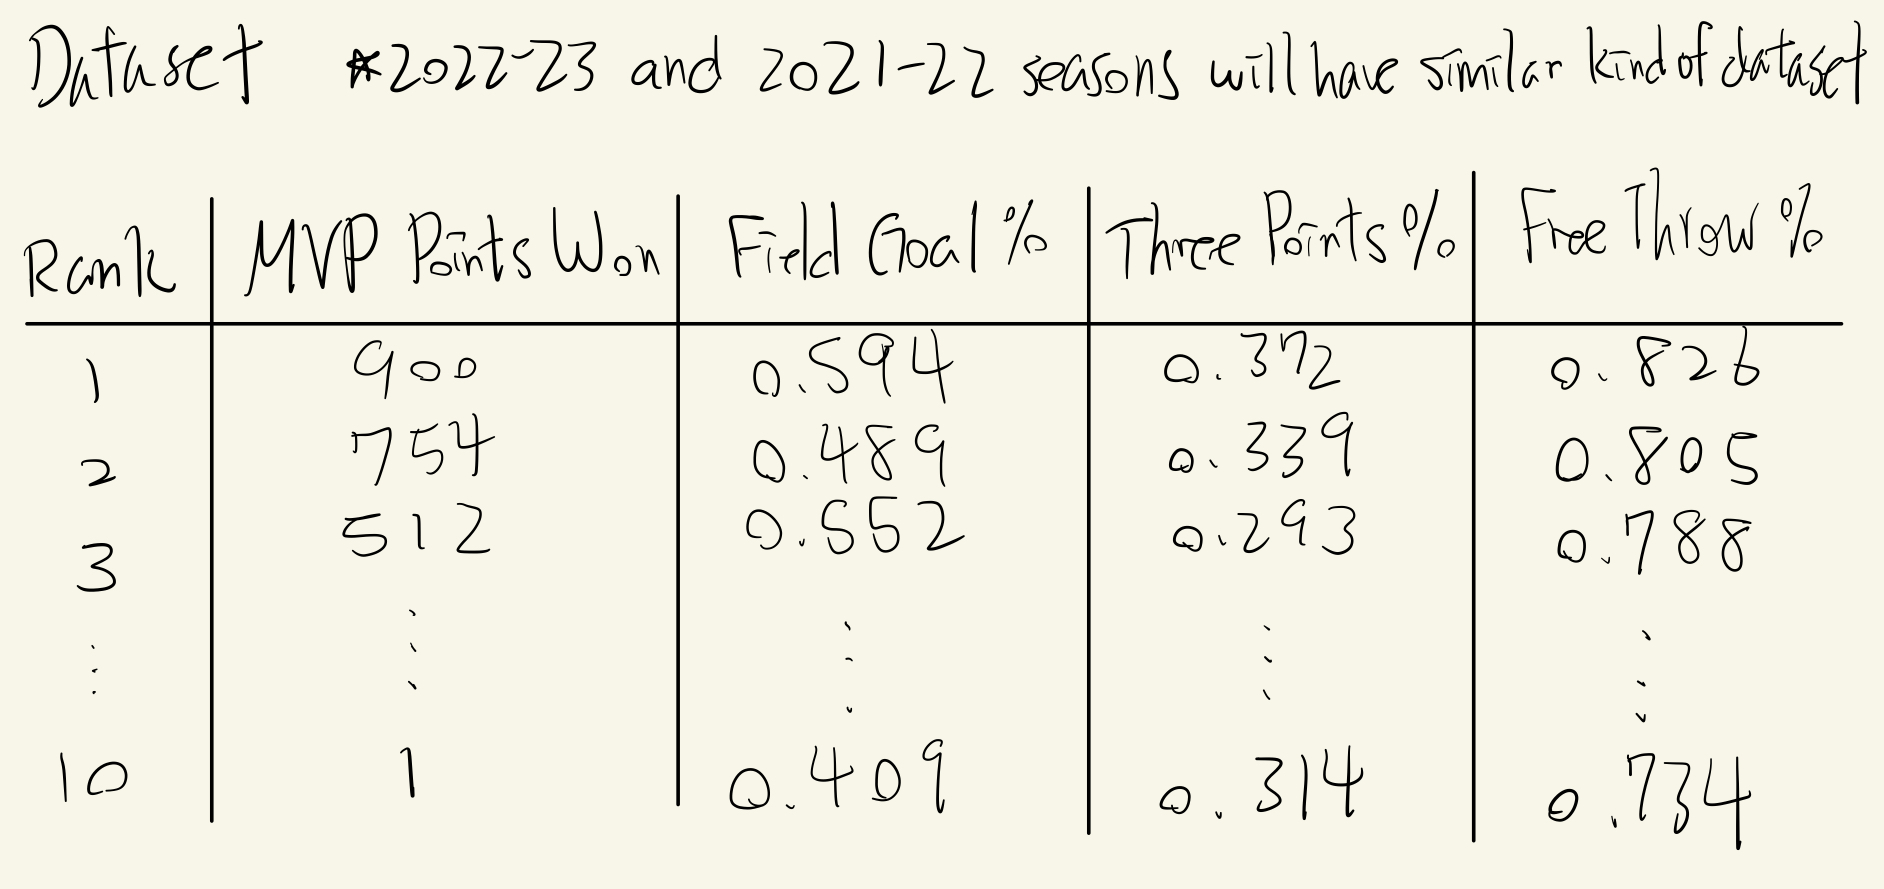 Dataset *2022-23 and 2021-22 seasons will have similar kind of dataset
Rank MVP Points Won Field Goal % Three Points % Free Throw %
1 900 0.594 0.372 0.826
2 754 0.489 0.339 0.805
3 512 0.552 0.293 0.788
⋮ ⋮ ⋮ ⋮ ⋮
10 1 0.409 0.314 0.734